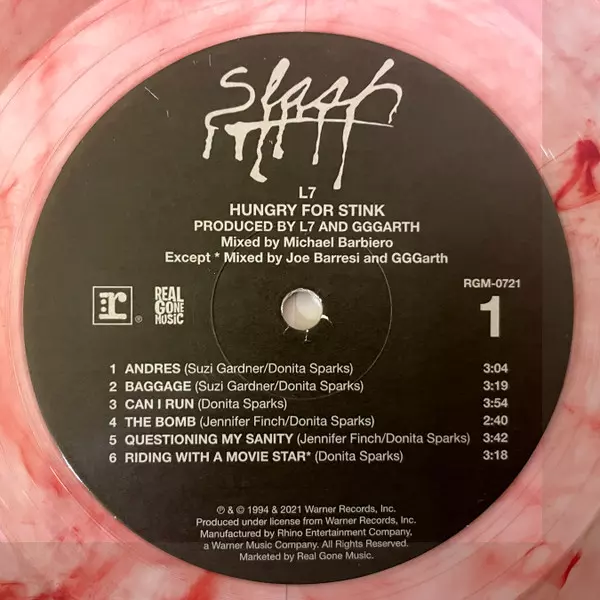 Slash
L7
HUNGRY FOR STINK
PRODUCED BY L7 AND GGGARTH
Mixed by Michael Barbiero
Except * Mixed by Joe Barresi and GGGarth
r ®
REAL
GONE
MUSIC
RGM-0721
1
1 ANDRES (Suzi Gardner/Donita Sparks) 3:04
2 BAGGAGE (Suzi Gardner/Donita Sparks) 3:19
3 CAN I RUN (Donita Sparks) 3:54
4 THE BOMB (Jennifer Finch/Donita Sparks) 2:40
5 QUESTIONING MY SANITY (Jennifer Finch/Donita Sparks) 3:42
6 RIDING WITH A MOVIE STAR* (Donita Sparks) 3:18
℗ & © 1994 & 2021 Warner Records, Inc.
Produced under license from Warner Records, Inc.
Manufactured by Rhino Entertainment Company,
a Warner Music Company. All Rights Reserved.
Marketed by Real Gone Music.